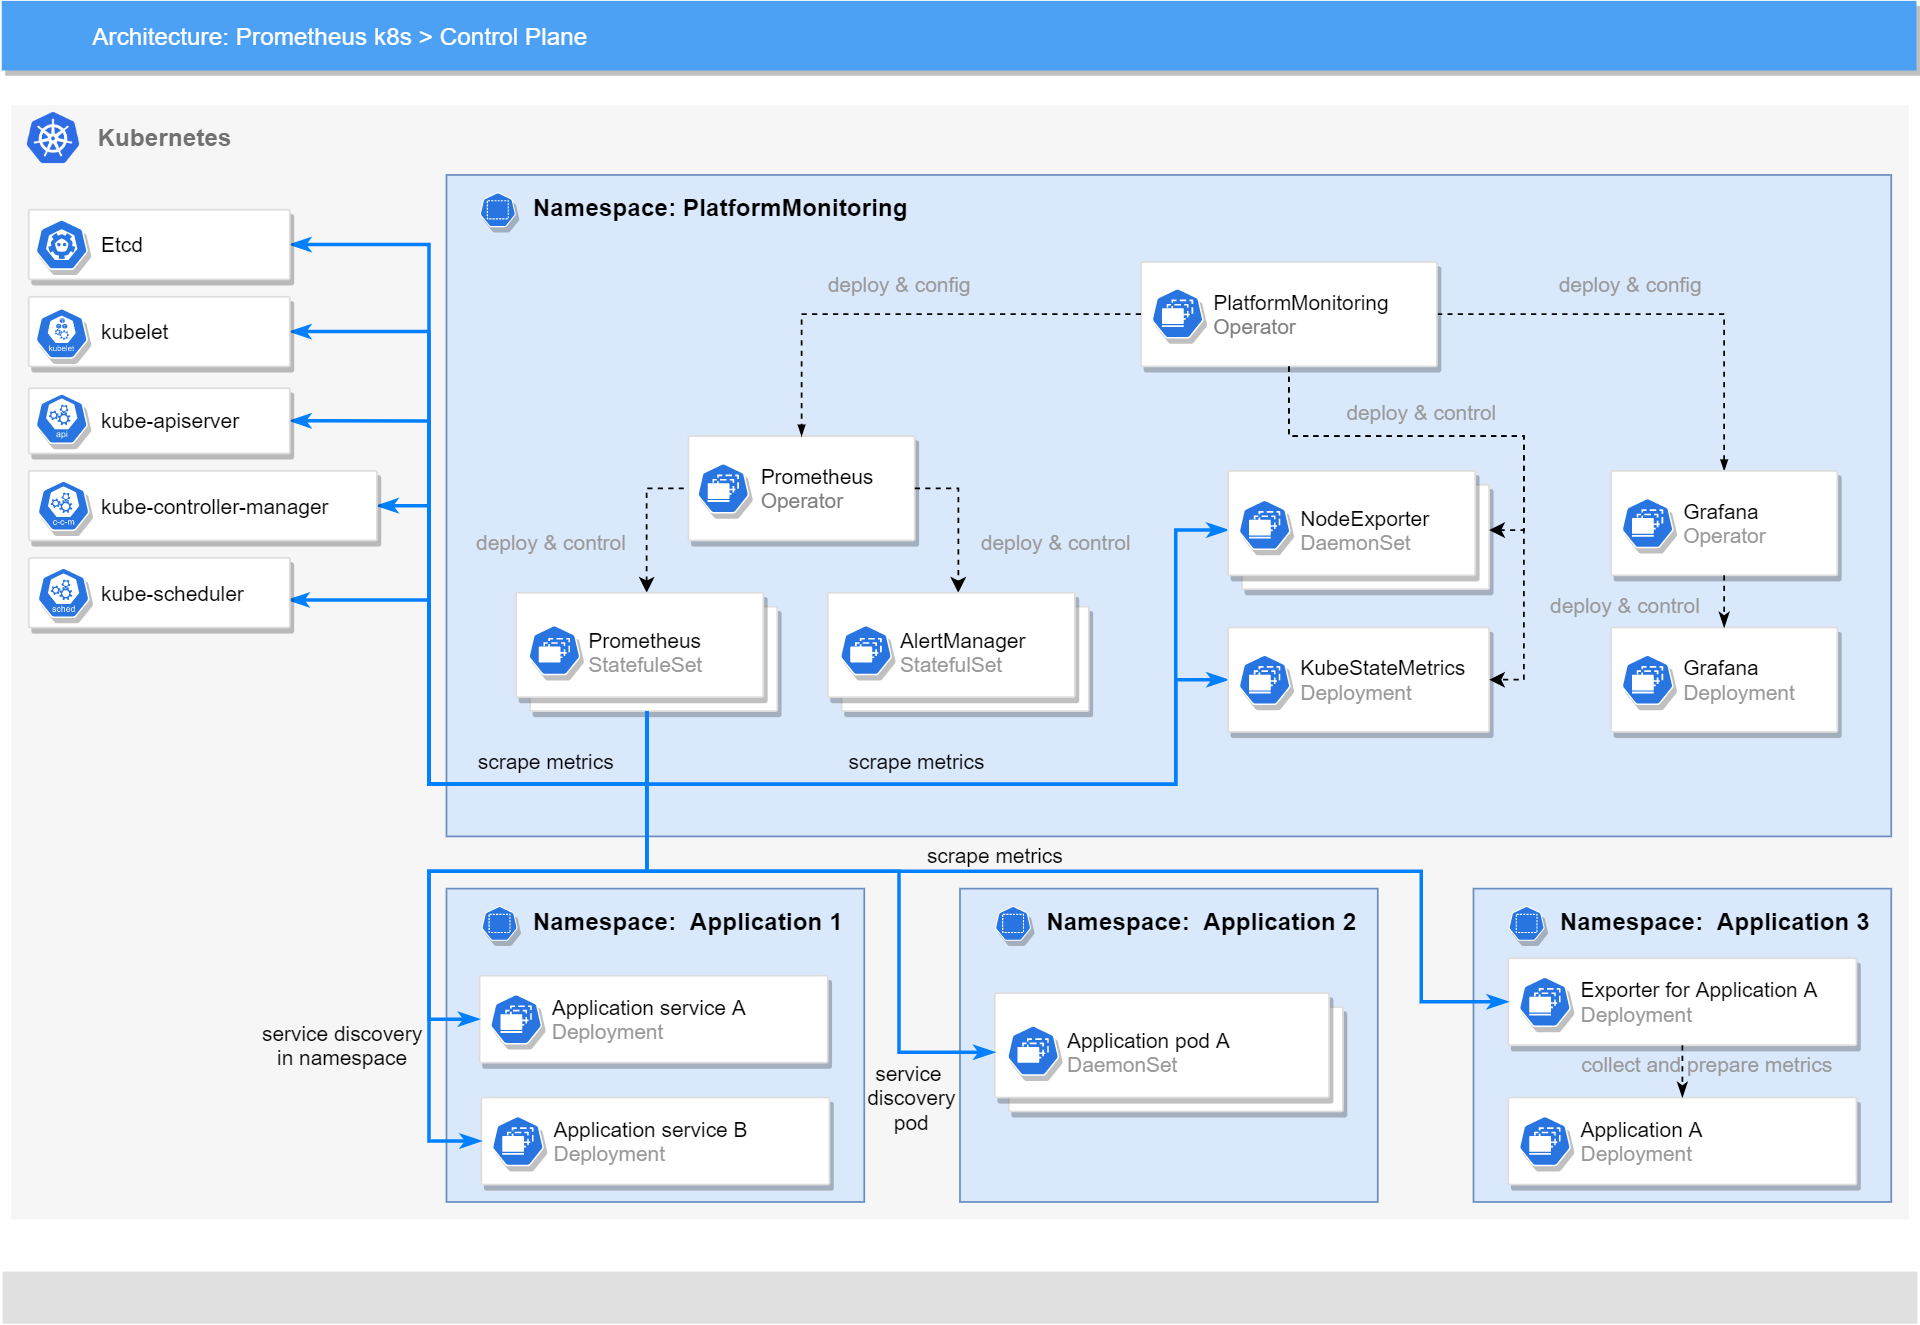 Architecture: Prometheus k8s > Control Plane
Kubernetes
Etcd
kubelet
kubelet
kube-apiserver
api
kube-controller-manager
c-c-m
kube-scheduler
sched
Namespace: PlatformMonitoring
deploy & config
PlatformMonitoring
Operator
deploy & config
deploy & control
Prometheus
Operator
deploy & control
deploy & control
NodeExporter
DaemonSet
Grafana
Operator
deploy & control
Prometheus
StatefuleSet
AlertManager
StatefulSet
KubeStateMetrics
Deployment
Grafana
Deployment
scrape metrics
scrape metrics
scrape metrics
Namespace: Application 1
Application service A
Deployment
service discovery
in namespace
Application service B
Deployment
Namespace: Application 2
Application pod A
DaemonSet
service
discovery
pod
Namespace: Application 3
Exporter for Application A
Deployment
collect and prepare metrics
Application A
Deployment